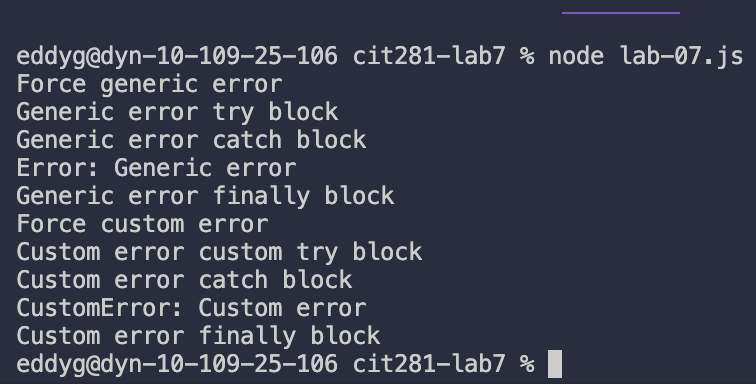 eddyg@dyn-10-109-25-106 cit281-lab7 % node lab-07.js
Force generic error
Generic error try block
Generic error catch block
Error: Generic error
Generic error finally block
Force custom error
Custom error custom try block
Custom error catch block
CustomError: Custom error
Custom error finally block
eddyg@dyn-10-109-25-106 cit281-lab7 %